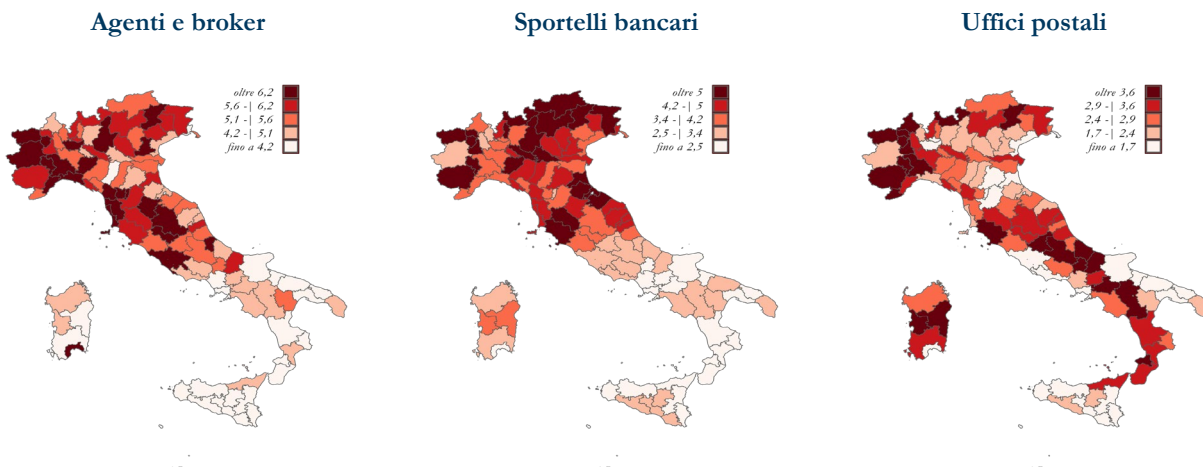 Agenti e broker
oltre 6,2
5,6 -| 6,2
5,1 -| 5,6
4,2 -| 5,1
fino a 4,2
Sportelli bancari
oltre 5
4,2 -| 5
3,4 -| 4,2
2,5 -| 3,4
fino a 2,5
Uffici postali
oltre 3,6
2,9 -| 3,6
2,4 -| 2,9
1,7 -| 2,4
fino a 1,7